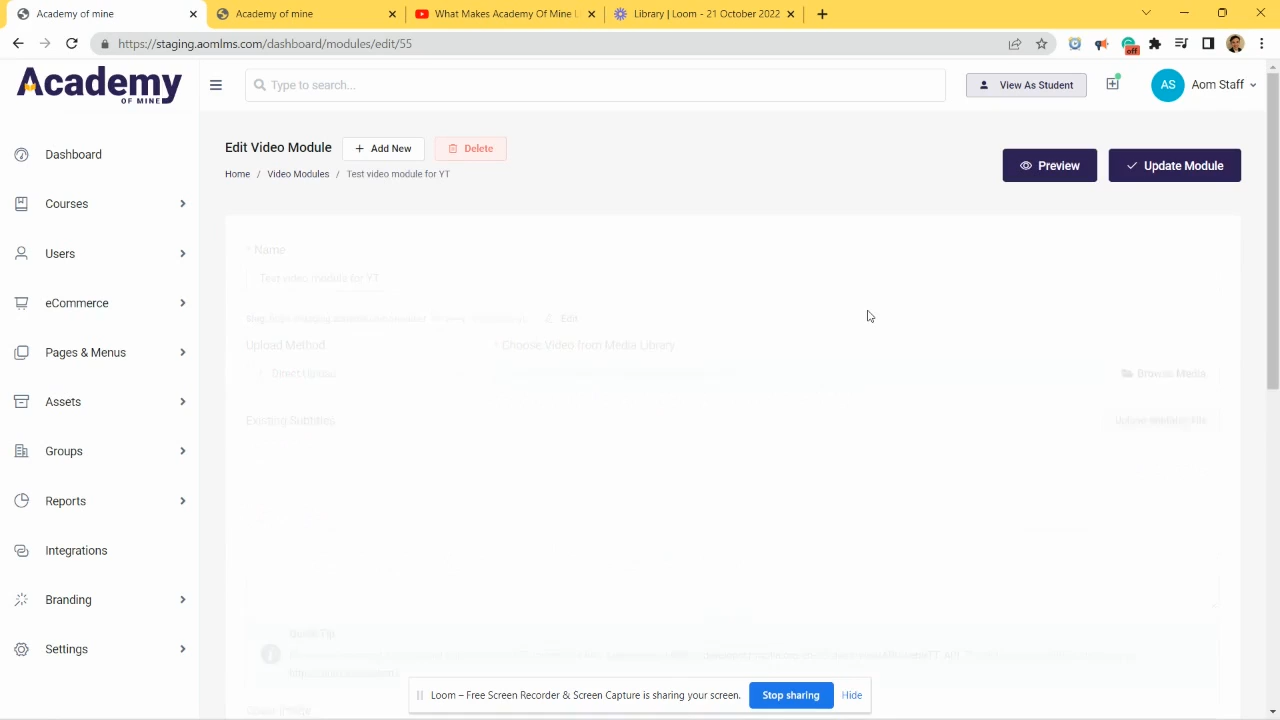 Academy of mine
Academy of mine
What Makes Academy Of Mine L
Library | Loom - 21 October 2022
https://staging.aomlms.com/dashboard/modules/edit/55
off
Academy
OF MINE
Type to search...
View As Student
AS
Aom Staff
Dashboard
Courses
Users
eCommerce
Pages & Menus
Assets
Groups
Reports
Integrations
Branding
Settings
Edit Video Module
+ Add New
Delete
Home / Video Modules / Test video module for YT
Preview
Update Module
* Name
Test video module for YT
Slug:
Edit
Upload Method
* Choose Video from Media Library
Direct Upload
Browse Media
Existing Subtitles
Quick Tip
Loom – Free Screen Recorder & Screen Capture is sharing your screen.
Stop sharing
Hide